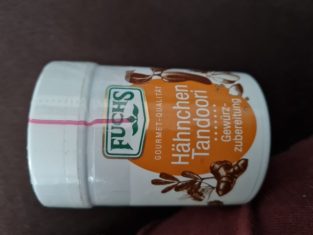 FUCHS
GOURMET-QUALITÄT
Hähnchen
Tandoori
Gewürz-
zubereitung